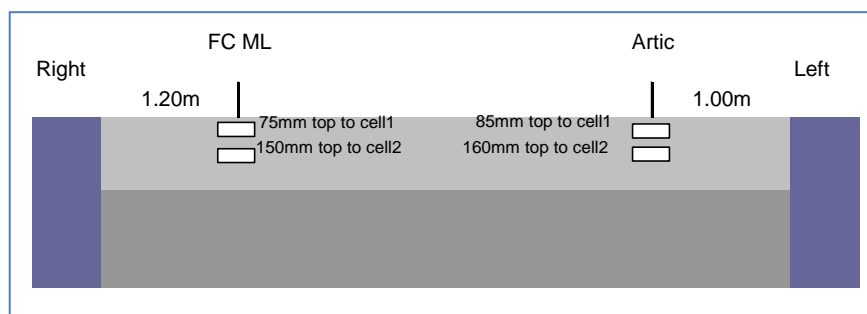 FC ML
Artic
Right
Left
1.20m
1.00m
75mm top to cell1
85mm top to cell1
150mm top to cell2
160mm top to cell2